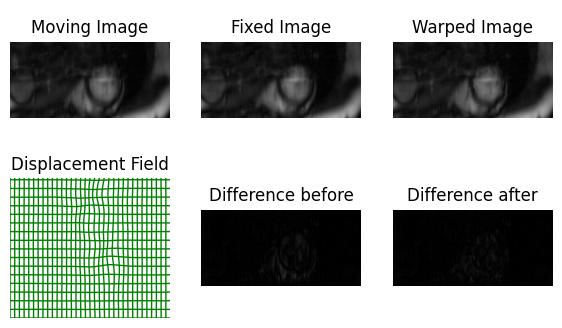 Moving Image
Fixed Image
Warped Image
Displacement Field
Difference before
Difference after